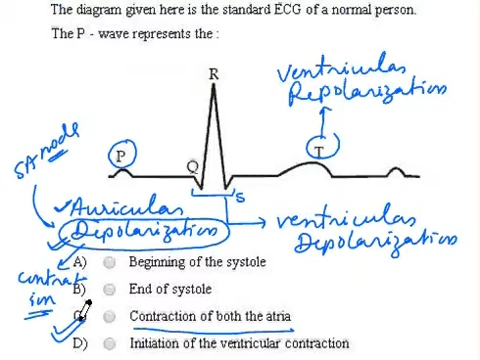 The diagram given here is the standard ECG of a normal person.
The P - wave represents the :
R
ventricular
Repolarization
SA node
P
Q
T
S
Auricular
Depolarization
ventricular
Depolarization
contraction
A) Beginning of the systole
B) End of systole
C) Contraction of both the atria
D) Initiation of the ventricular contraction